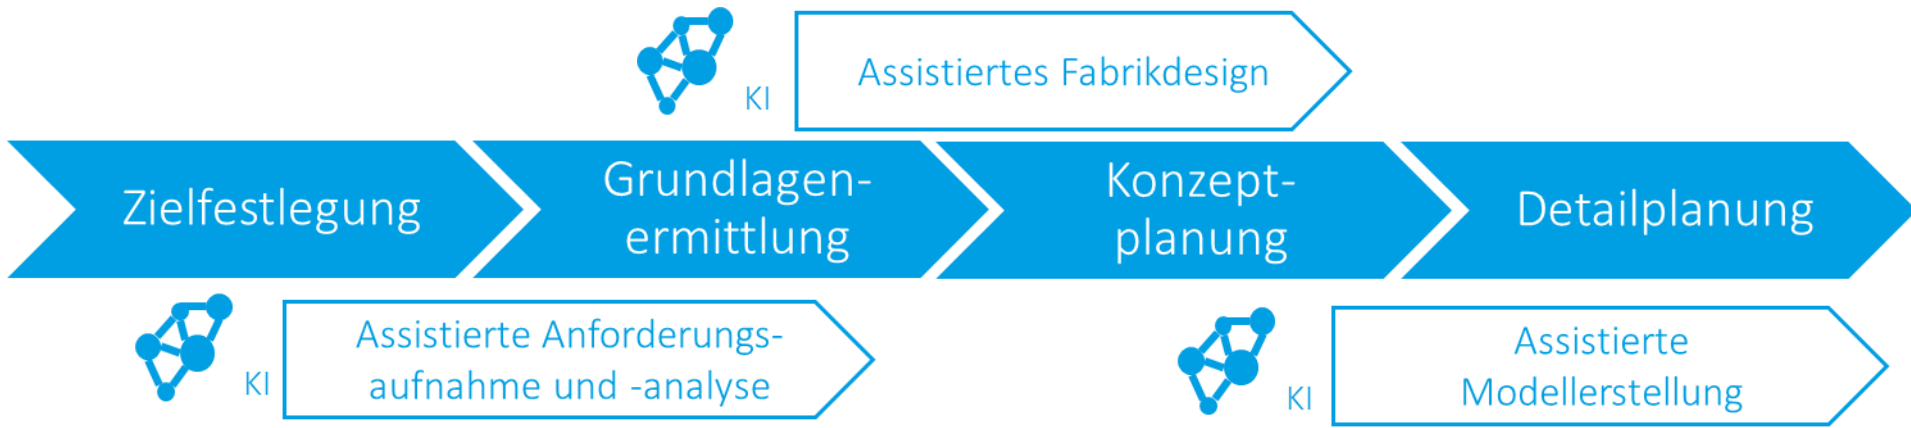 KI
Assistiertes Fabrikdesign
Zielfestlegung
Grundlagen-
ermittlung
Konzept-
planung
Detailplanung
KI
Assistierte Anforderungs-
aufnahme und -analyse
KI
Assistierte
Modellerstellung